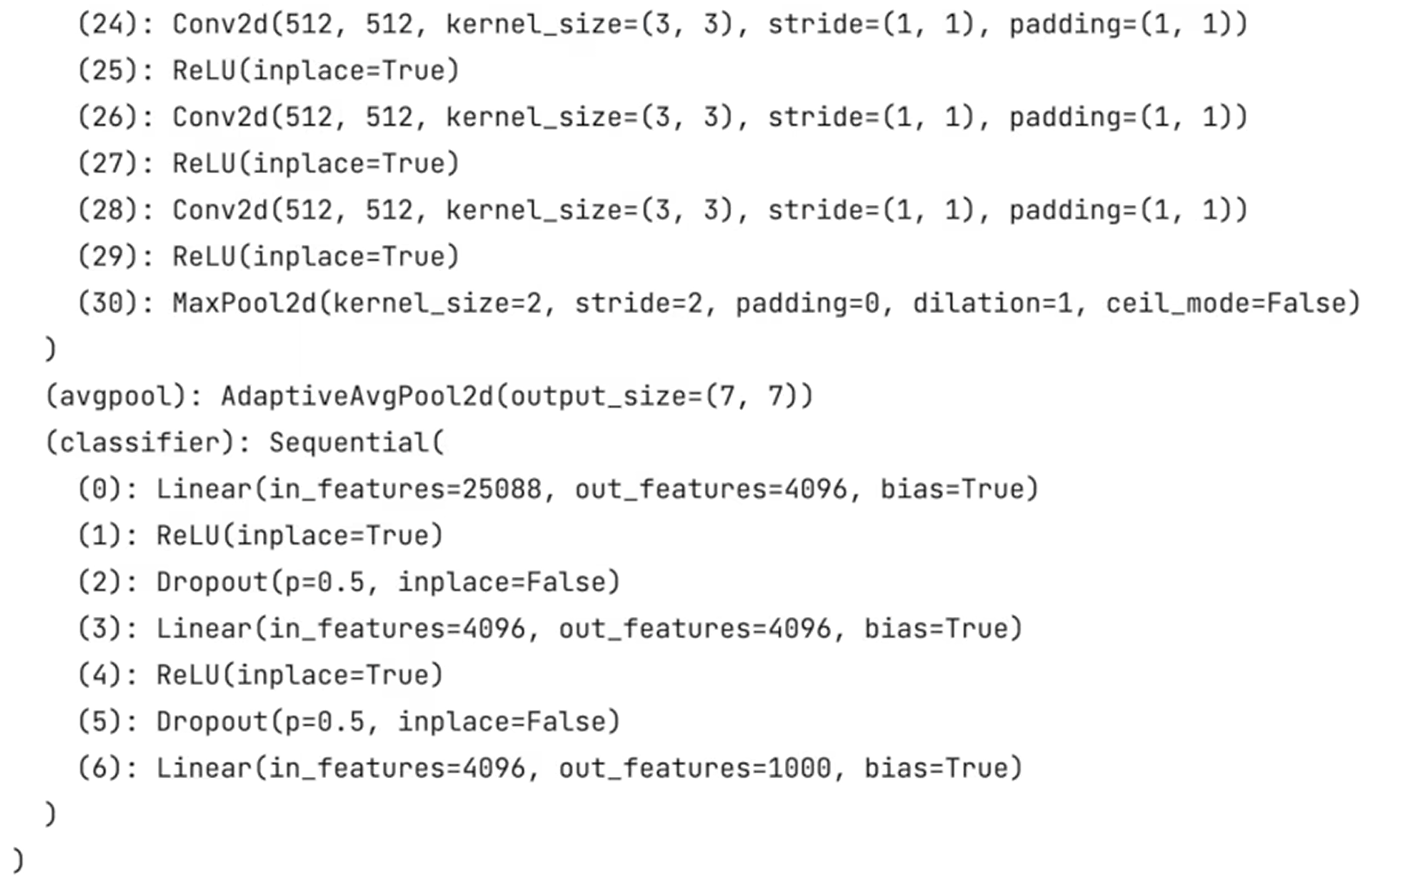 (24): Conv2d(512, 512, kernel_size=(3, 3), stride=(1, 1), padding=(1, 1))
(25): ReLU(inplace=True)
(26): Conv2d(512, 512, kernel_size=(3, 3), stride=(1, 1), padding=(1, 1))
(27): ReLU(inplace=True)
(28): Conv2d(512, 512, kernel_size=(3, 3), stride=(1, 1), padding=(1, 1))
(29): ReLU(inplace=True)
(30): MaxPool2d(kernel_size=2, stride=2, padding=0, dilation=1, ceil_mode=False)
)
(avgpool): AdaptiveAvgPool2d(output_size=(7, 7))
(classifier): Sequential(
(0): Linear(in_features=25088, out_features=4096, bias=True)
(1): ReLU(inplace=True)
(2): Dropout(p=0.5, inplace=False)
(3): Linear(in_features=4096, out_features=4096, bias=True)
(4): ReLU(inplace=True)
(5): Dropout(p=0.5, inplace=False)
(6): Linear(in_features=4096, out_features=1000, bias=True)
)
)